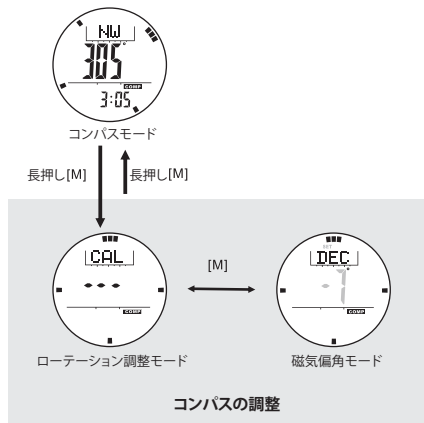 NW
305°
COMP
3:05
コンパスモード
長押し[M]
長押し[M]
CAL
---
COMP
ローテーション調整モード
[M]
SET
DEC
-7°
COMP
磁気偏角モード
コンパスの調整